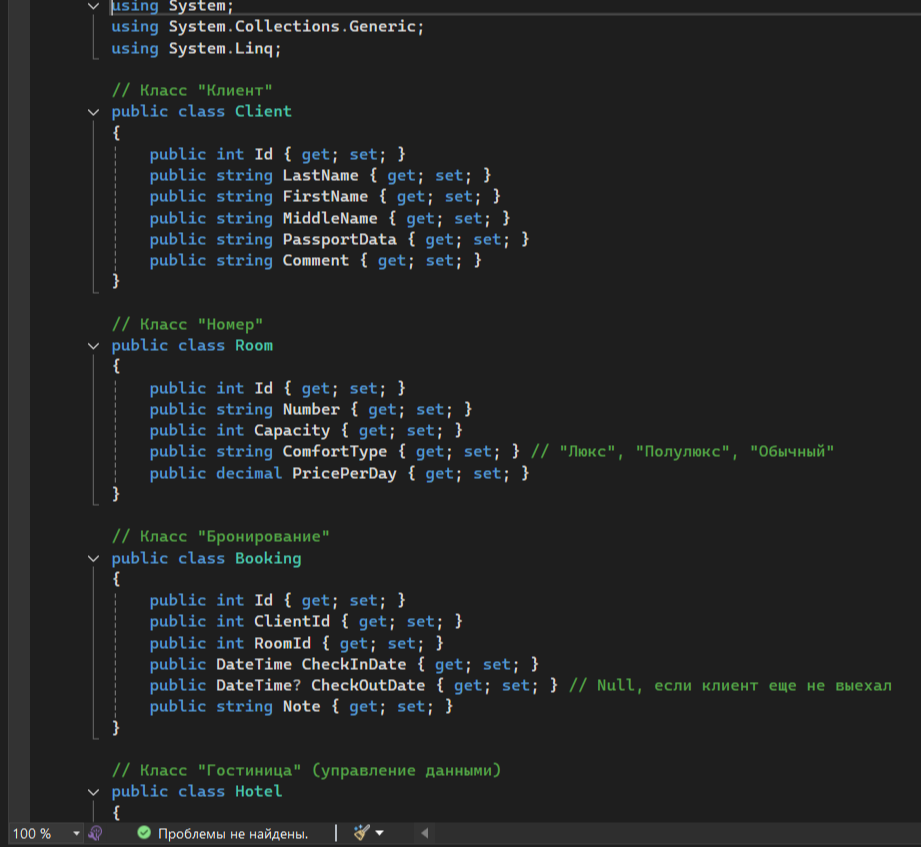 using System;
using System.Collections.Generic;
using System.Linq;
// Класс "Клиент"
public class Client
{
public int Id { get; set; }
public string LastName { get; set; }
public string FirstName { get; set; }
public string MiddleName { get; set; }
public string PassportData { get; set; }
public string Comment { get; set; }
}
// Класс "Номер"
public class Room
{
public int Id { get; set; }
public string Number { get; set; }
public int Capacity { get; set; }
public string ComfortType { get; set; } // "Люкс", "Полулюкс", "Обычный"
public decimal PricePerDay { get; set; }
}
// Класс "Бронирование"
public class Booking
{
public int Id { get; set; }
public int ClientId { get; set; }
public int RoomId { get; set; }
public DateTime CheckInDate { get; set; }
public DateTime? CheckOutDate { get; set; } // Null, если клиент еще не выехал
public string Note { get; set; }
}
// Класс "Гостиница" (управление данными)
public class Hotel
{
100 % Проблемы не найдены.